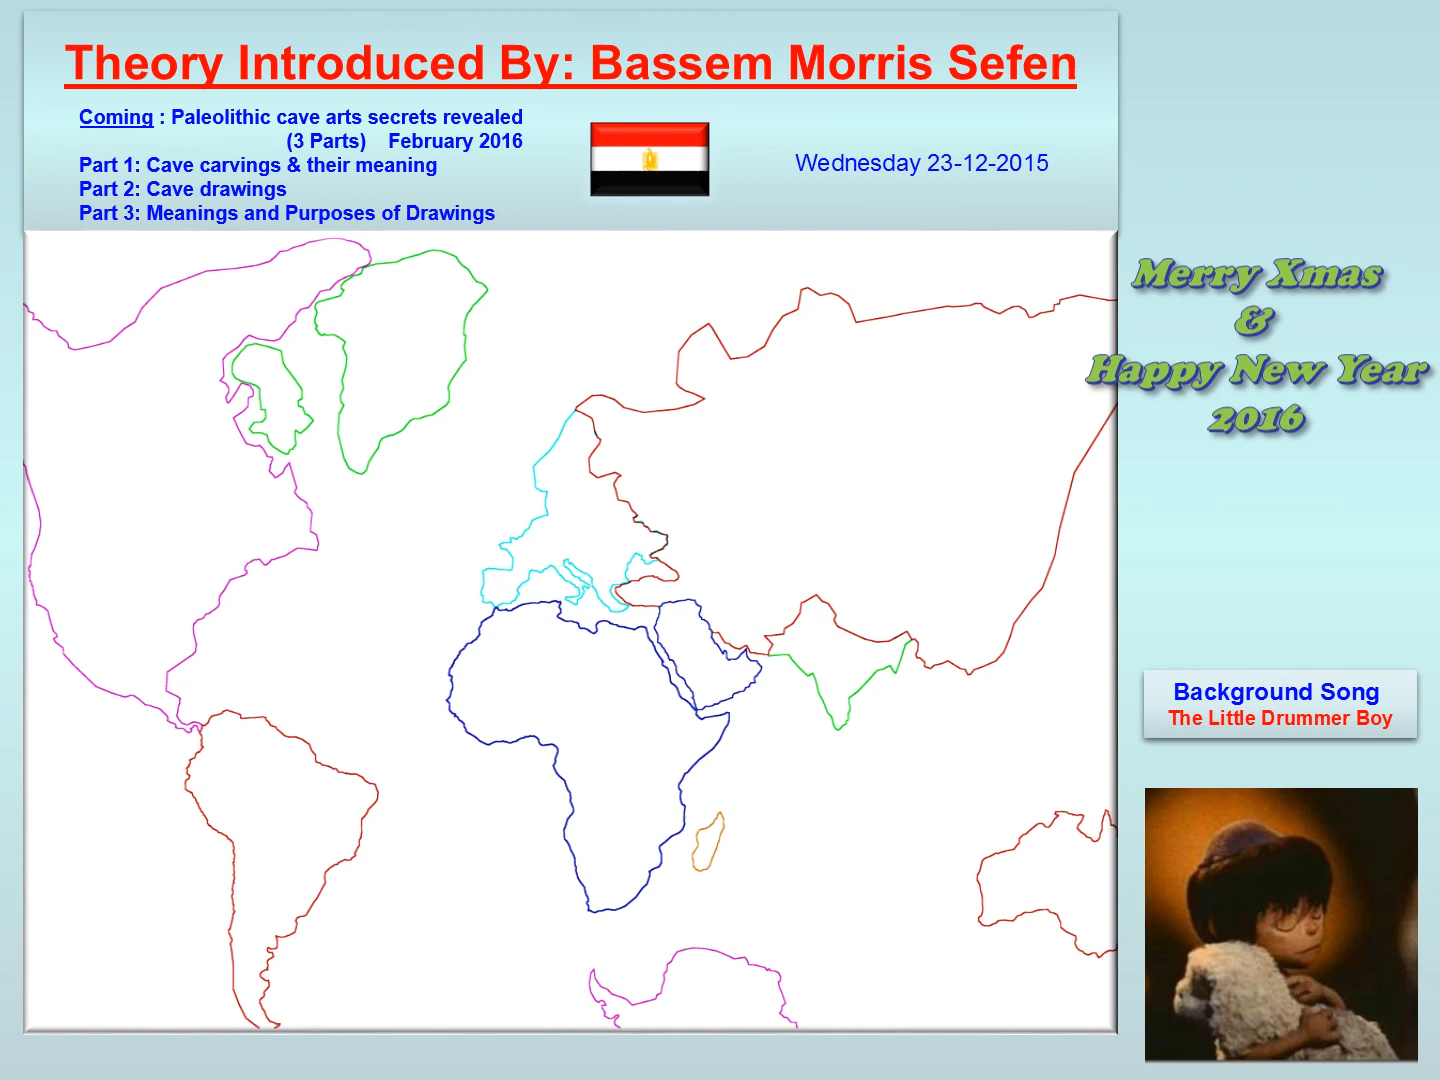 Theory Introduced By: Bassem Morris Sefen
Coming : Paleolithic cave arts secrets revealed
(3 Parts) February 2016
Part 1: Cave carvings & their meaning
Part 2: Cave drawings
Part 3: Meanings and Purposes of Drawings
Wednesday 23-12-2015
Merry Xmas
&
Happy New Year
2016
Background Song
The Little Drummer Boy